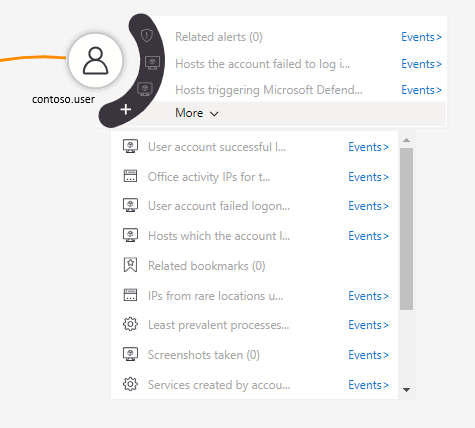 Related alerts (0) Events>
Hosts the account failed to log i... Events>
contoso.user
Hosts triggering Microsoft Defend... Events>
More
User account successful l... Events>
Office activity IPs for t... Events>
User account failed logon... Events>
Hosts which the account l... Events>
Related bookmarks (0)
IPs from rare locations u... Events>
Least prevalent processes... Events>
Screenshots taken (0) Events>
Services created by accou... Events>